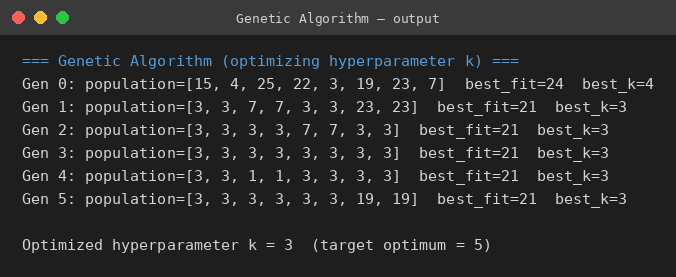 Genetic Algorithm — output
=== Genetic Algorithm (optimizing hyperparameter k) ===
Gen 0: population=[15, 4, 25, 22, 3, 19, 23, 7]  best_fit=24  best_k=4
Gen 1: population=[3, 3, 7, 7, 3, 3, 23, 23]  best_fit=21  best_k=3
Gen 2: population=[3, 3, 3, 3, 7, 7, 3, 3]  best_fit=21  best_k=3
Gen 3: population=[3, 3, 3, 3, 3, 3, 3, 3]  best_fit=21  best_k=3
Gen 4: population=[3, 3, 1, 1, 3, 3, 3, 3]  best_fit=21  best_k=3
Gen 5: population=[3, 3, 3, 3, 3, 3, 19, 19]  best_fit=21  best_k=3
Optimized hyperparameter k = 3  (target optimum = 5)